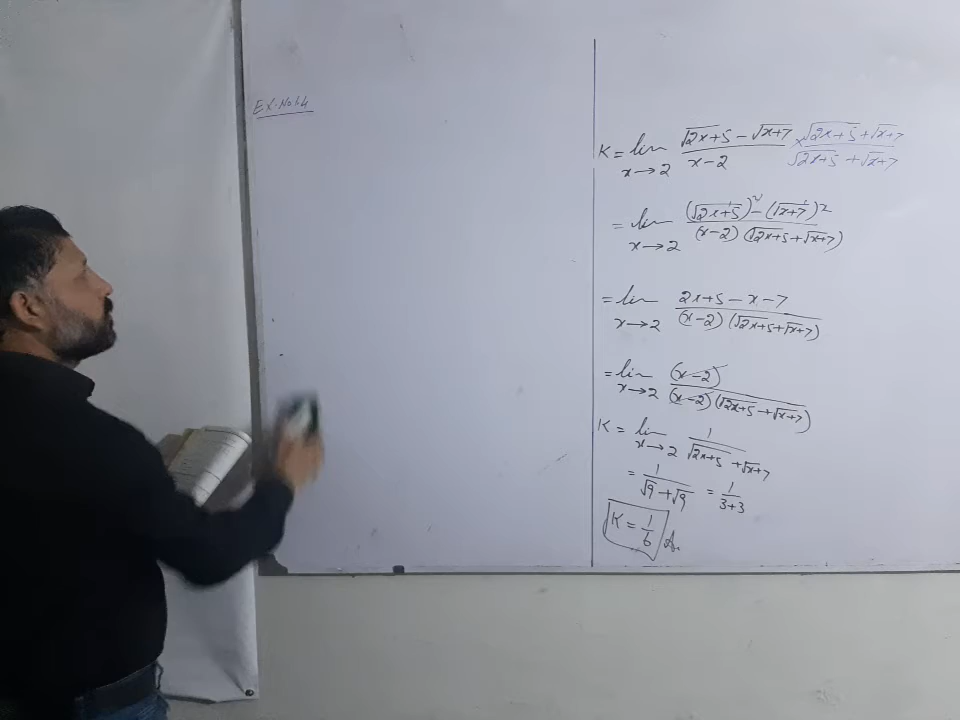 Ex. No 1.4
K = lim x→2 (√2x+5 − √x+7)/(x−2) × (√2x+5 + √x+7)/(√2x+5 + √x+7)
= lim x→2 ((√2x+5)² − (√x+7)²)/((x−2)(√2x+5 + √x+7))
= lim x→2 (2x+5−x−7)/((x−2)(√2x+5 + √x+7))
= lim x→2 (x−2)/((x−2)(√2x+5 + √x+7))
K = lim x→2 1/(√2x+5 + √x+7)
= 1/(√9 + √9) = 1/(3+3)
K = 1/6 A.